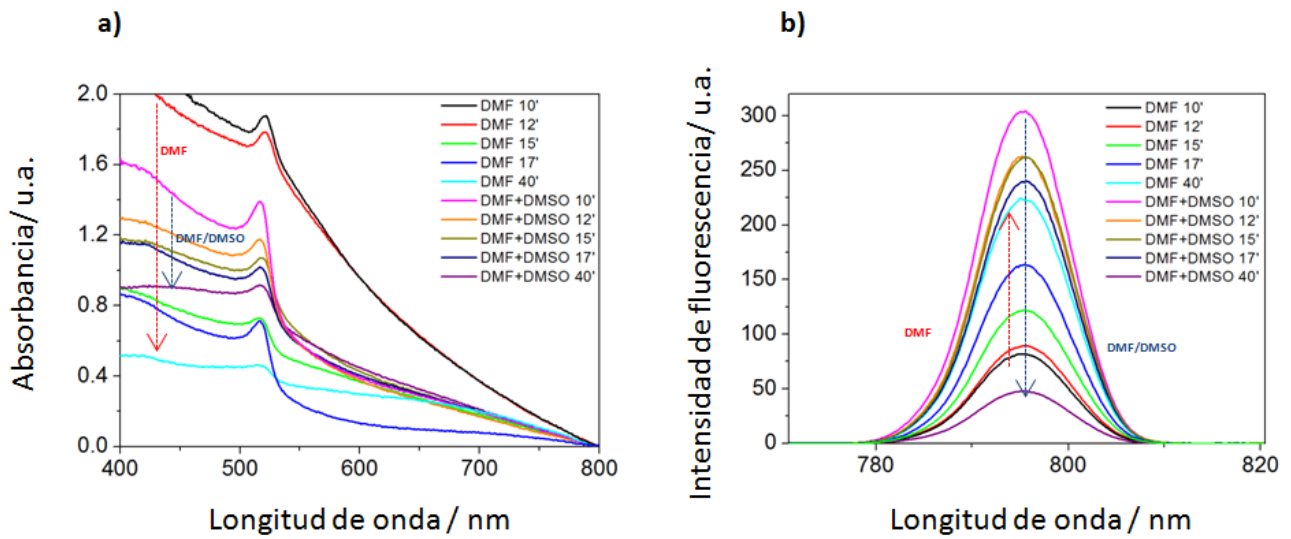 a)
Absorbancia/ u.a.
2.0
1.6
1.2
0.8
0.4
0.0
400
500
600
700
800
Longitud de onda / nm
DMF
DMF/DMSO
DMF 10'
DMF 12'
DMF 15'
DMF 17'
DMF 40'
DMF+DMSO 10'
DMF+DMSO 12'
DMF+DMSO 15'
DMF+DMSO 17'
DMF+DMSO 40'
b)
Intensidad de fluorescencia/ u.a.
300
250
200
150
100
50
0
780
800
820
Longitud de onda / nm
DMF
DMF/DMSO
DMF 10'
DMF 12'
DMF 15'
DMF 17'
DMF 40'
DMF+DMSO 10'
DMF+DMSO 12'
DMF+DMSO 15'
DMF+DMSO 17'
DMF+DMSO 40'